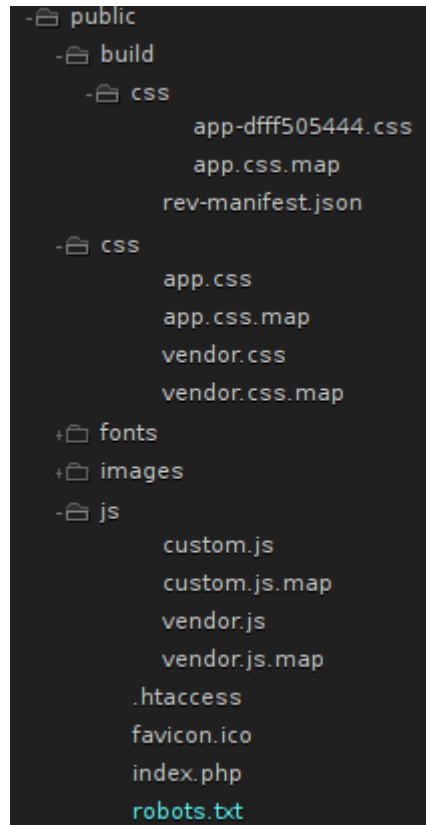 public
build
css
app-dfff505444.css
app.css.map
rev-manifest.json
css
app.css
app.css.map
vendor.css
vendor.css.map
fonts
images
js
custom.js
custom.js.map
vendor.js
vendor.js.map
.htaccess
favicon.ico
index.php
robots.txt